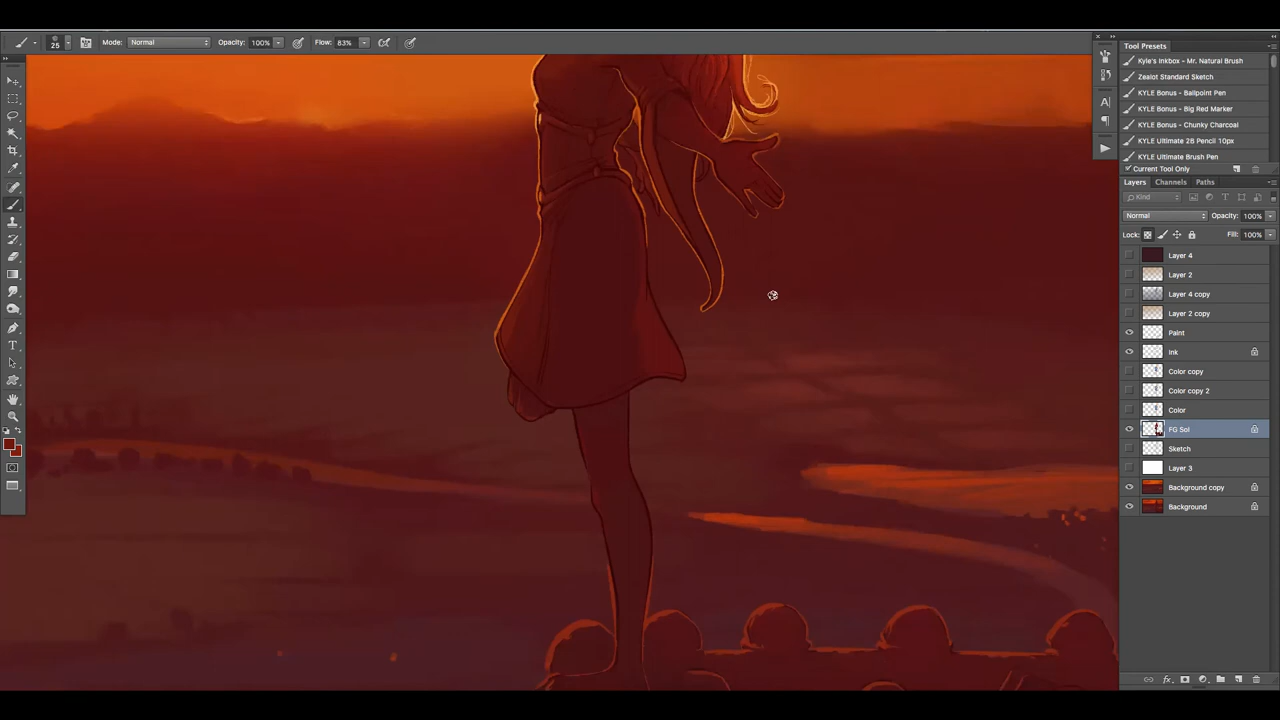 25 Mode: Normal Opacity: 100% Flow: 83%
Tool Presets
Kyle's Inkbox - Mr. Natural Brush
Zealot Standard Sketch
KYLE Bonus - Ballpoint Pen
KYLE Bonus - Big Red Marker
KYLE Bonus - Chunky Charcoal
KYLE Ultimate 2B Pencil 10px
KYLE Ultimate Brush Pen
Current Tool Only
Layers Channels Paths
Kind
Normal Opacity: 100%
Lock: Fill: 100%
Layer 4
Layer 2
Layer 4 copy
Layer 2 copy
Paint
Ink
Color copy
Color copy 2
Color
FG Sol
Sketch
Layer 3
Background copy
Background